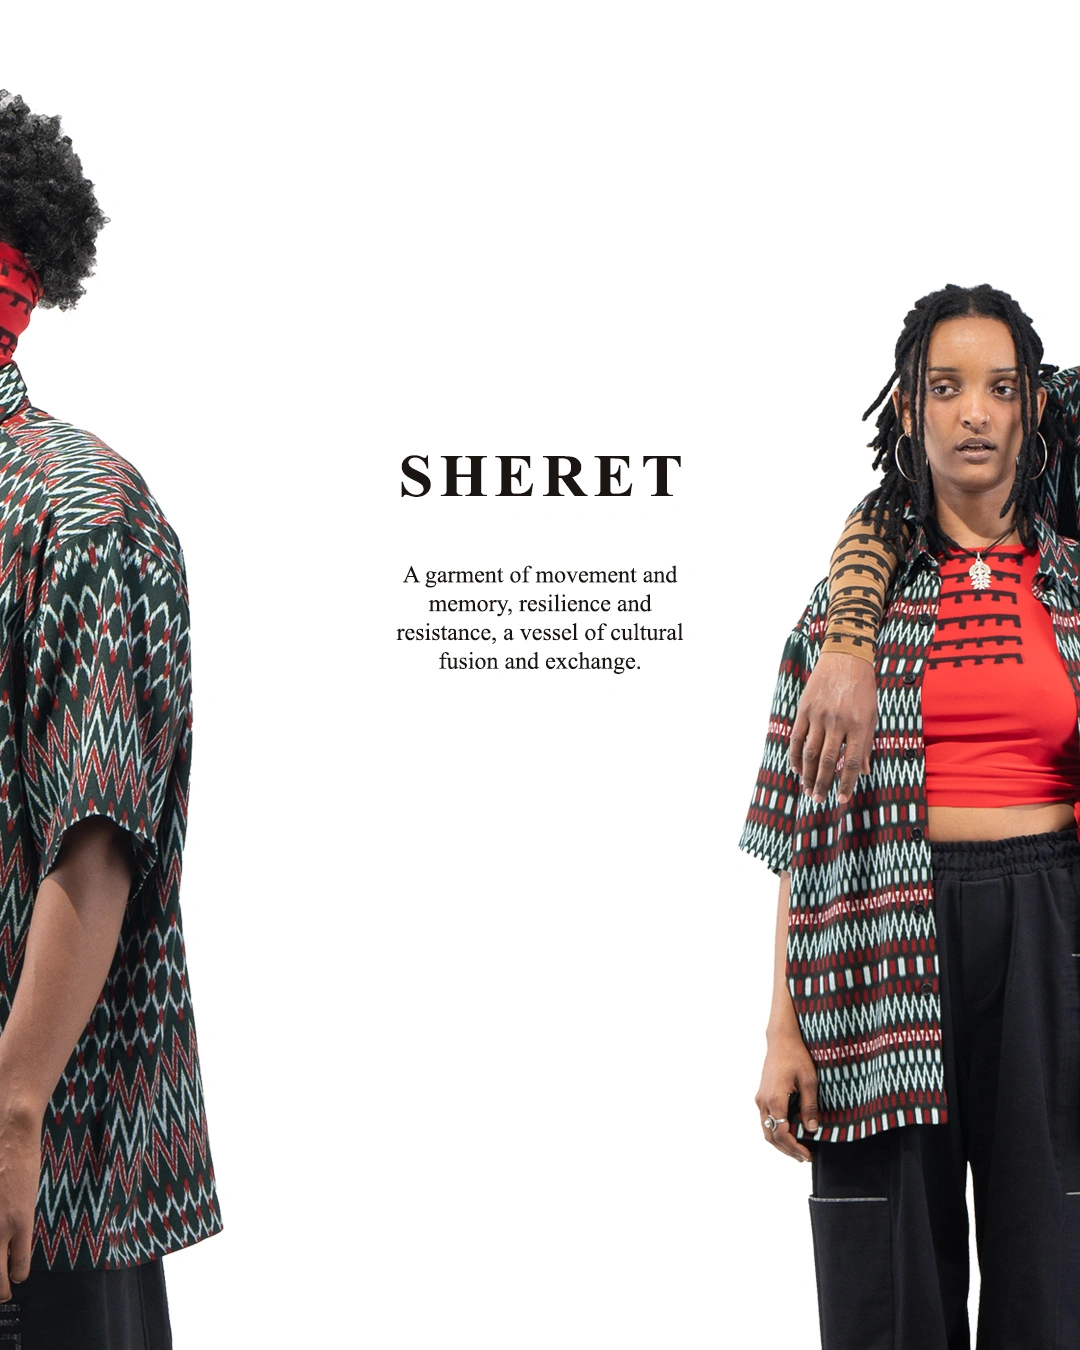 SHERET
A garment of movement and
memory, resilience and
resistance, a vessel of cultural
fusion and exchange.